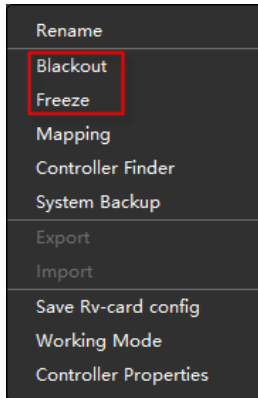 Rename
Blackout
Freeze
Mapping
Controller Finder
System Backup
Export
Import
Save Rv-card config
Working Mode
Controller Properties